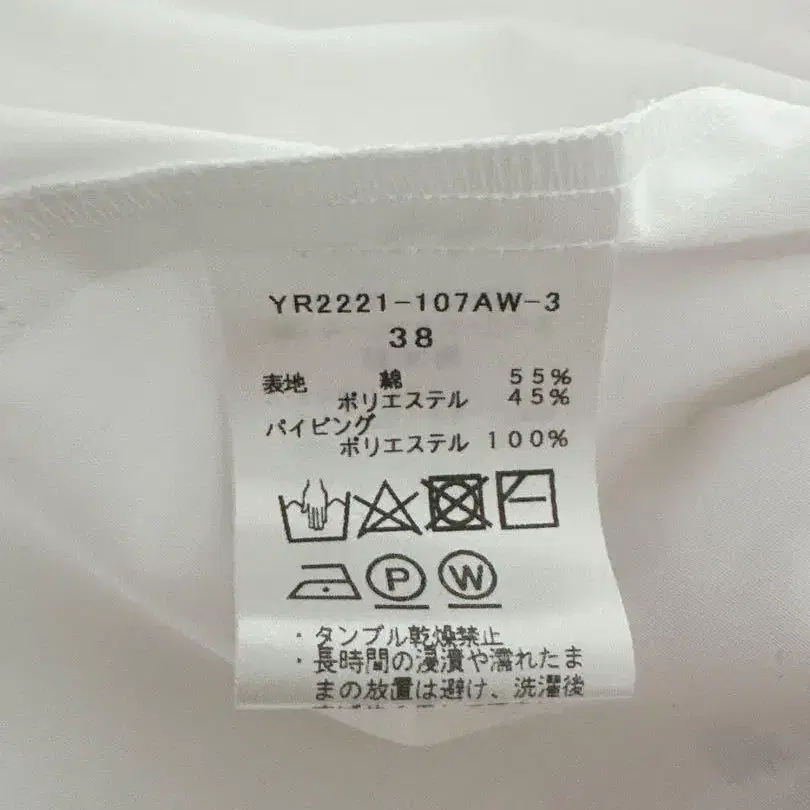 YR2221-107AW-3
38
表地 綿 55%
ポリエステル 45%
パイピング
ポリエステル 100%
P W
・タンブル乾燥禁止
・長時間の浸漬や濡れたま
まの放置は避け、洗濯後